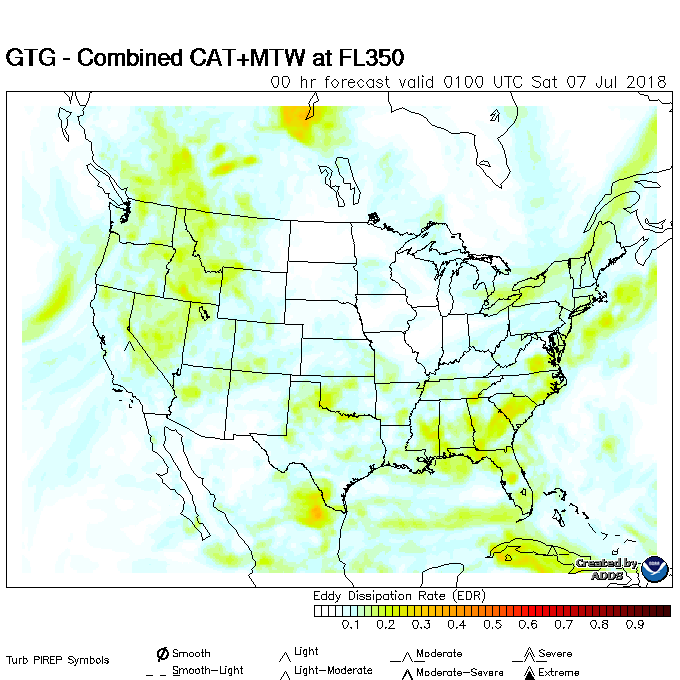 GTG - Combined CAT+MTW at FL350
00 hr forecast valid 0100 UTC Sat 07 Jul 2018
Created by
ADDS
Eddy Dissipation Rate (EDR)
0.1 0.2 0.3 0.4 0.5 0.6 0.7 0.8 0.9
Turb PIREP Symbols
Smooth Light Moderate Severe
Smooth-Light Light-Moderate Moderate-Severe Extreme